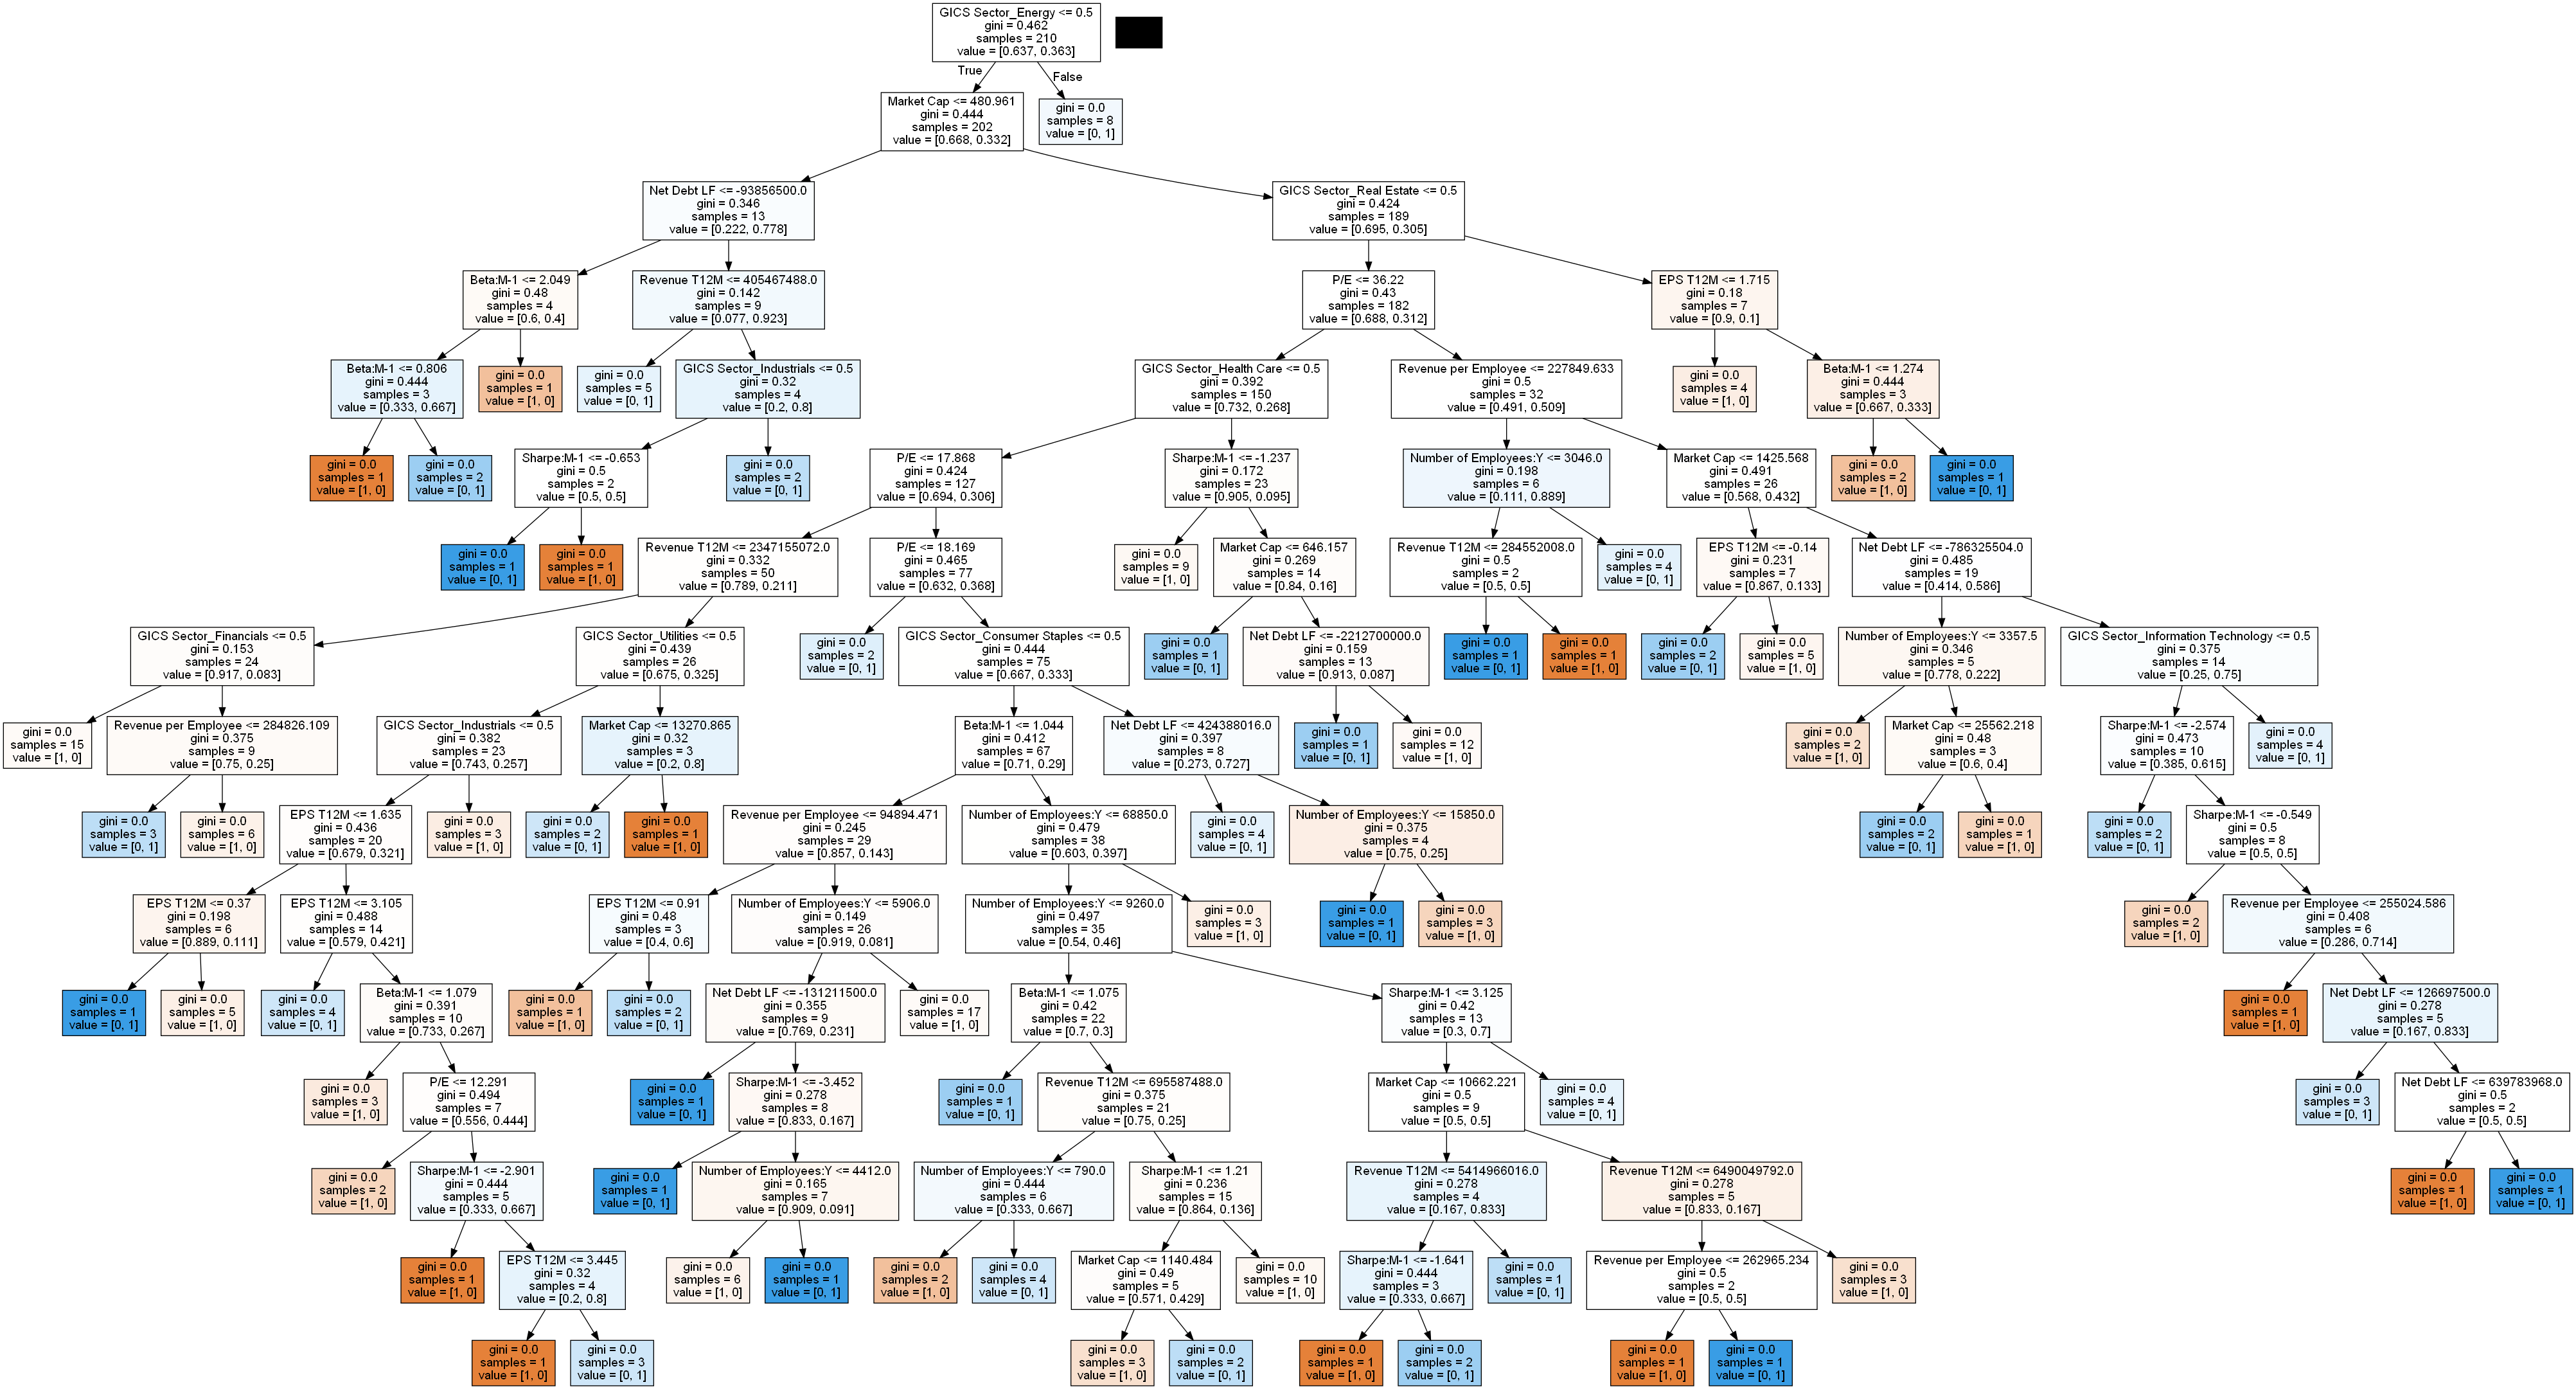 GICS Sector_Energy <= 0.5
gini = 0.462
samples = 210
value = [0.637, 0.363]
True
False
Market Cap <= 480.961
gini = 0.444
samples = 202
value = [0.668, 0.332]
gini = 0.0
samples = 8
value = [0, 1]
Net Debt LF <= -93856500.0
gini = 0.346
samples = 13
value = [0.222, 0.778]
GICS Sector_Real Estate <= 0.5
gini = 0.424
samples = 189
value = [0.695, 0.305]
Beta:M-1 <= 2.049
gini = 0.48
samples = 4
value = [0.6, 0.4]
Revenue T12M <= 405467488.0
gini = 0.142
samples = 9
value = [0.077, 0.923]
P/E <= 36.22
gini = 0.43
samples = 182
value = [0.688, 0.312]
EPS T12M <= 1.715
gini = 0.18
samples = 7
value = [0.9, 0.1]
Beta:M-1 <= 0.806
gini = 0.444
samples = 3
value = [0.333, 0.667]
gini = 0.0
samples = 1
value = [1, 0]
gini = 0.0
samples = 5
value = [0, 1]
GICS Sector_Industrials <= 0.5
gini = 0.32
samples = 4
value = [0.2, 0.8]
GICS Sector_Health Care <= 0.5
gini = 0.392
samples = 150
value = [0.732, 0.268]
Revenue per Employee <= 227849.633
gini = 0.5
samples = 32
value = [0.491, 0.509]
gini = 0.0
samples = 4
value = [1, 0]
Beta:M-1 <= 1.274
gini = 0.444
samples = 3
value = [0.667, 0.333]
gini = 0.0
samples = 1
value = [1, 0]
gini = 0.0
samples = 2
value = [0, 1]
Sharpe:M-1 <= -0.653
gini = 0.5
samples = 2
value = [0.5, 0.5]
gini = 0.0
samples = 2
value = [0, 1]
P/E <= 17.868
gini = 0.424
samples = 127
value = [0.694, 0.306]
Sharpe:M-1 <= -1.237
gini = 0.172
samples = 23
value = [0.905, 0.095]
Number of Employees:Y <= 3046.0
gini = 0.198
samples = 6
value = [0.111, 0.889]
Market Cap <= 1425.568
gini = 0.491
samples = 26
value = [0.568, 0.432]
gini = 0.0
samples = 2
value = [1, 0]
gini = 0.0
samples = 1
value = [0, 1]
gini = 0.0
samples = 1
value = [0, 1]
gini = 0.0
samples = 1
value = [1, 0]
Revenue T12M <= 2347155072.0
gini = 0.332
samples = 50
value = [0.789, 0.211]
P/E <= 18.169
gini = 0.465
samples = 77
value = [0.632, 0.368]
gini = 0.0
samples = 9
value = [1, 0]
Market Cap <= 646.157
gini = 0.269
samples = 14
value = [0.84, 0.16]
Revenue T12M <= 284552008.0
gini = 0.5
samples = 2
value = [0.5, 0.5]
gini = 0.0
samples = 4
value = [0, 1]
EPS T12M <= -0.14
gini = 0.231
samples = 7
value = [0.867, 0.133]
Net Debt LF <= -786325504.0
gini = 0.485
samples = 19
value = [0.414, 0.586]
GICS Sector_Financials <= 0.5
gini = 0.153
samples = 24
value = [0.917, 0.083]
GICS Sector_Utilities <= 0.5
gini = 0.439
samples = 26
value = [0.675, 0.325]
gini = 0.0
samples = 2
value = [0, 1]
GICS Sector_Consumer Staples <= 0.5
gini = 0.444
samples = 75
value = [0.667, 0.333]
gini = 0.0
samples = 1
value = [0, 1]
Net Debt LF <= -2212700000.0
gini = 0.159
samples = 13
value = [0.913, 0.087]
gini = 0.0
samples = 1
value = [0, 1]
gini = 0.0
samples = 1
value = [1, 0]
gini = 0.0
samples = 2
value = [0, 1]
gini = 0.0
samples = 5
value = [1, 0]
Number of Employees:Y <= 3357.5
gini = 0.346
samples = 5
value = [0.778, 0.222]
GICS Sector_Information Technology <= 0.5
gini = 0.375
samples = 14
value = [0.25, 0.75]
gini = 0.0
samples = 15
value = [1, 0]
Revenue per Employee <= 284826.109
gini = 0.375
samples = 9
value = [0.75, 0.25]
GICS Sector_Industrials <= 0.5
gini = 0.382
samples = 23
value = [0.743, 0.257]
Market Cap <= 13270.865
gini = 0.32
samples = 3
value = [0.2, 0.8]
Beta:M-1 <= 1.044
gini = 0.412
samples = 67
value = [0.71, 0.29]
Net Debt LF <= 424388016.0
gini = 0.397
samples = 8
value = [0.273, 0.727]
gini = 0.0
samples = 1
value = [0, 1]
gini = 0.0
samples = 12
value = [1, 0]
gini = 0.0
samples = 2
value = [1, 0]
Market Cap <= 25562.218
gini = 0.48
samples = 3
value = [0.6, 0.4]
Sharpe:M-1 <= -2.574
gini = 0.473
samples = 10
value = [0.385, 0.615]
gini = 0.0
samples = 4
value = [0, 1]
gini = 0.0
samples = 3
value = [0, 1]
gini = 0.0
samples = 6
value = [1, 0]
EPS T12M <= 1.635
gini = 0.436
samples = 20
value = [0.679, 0.321]
gini = 0.0
samples = 3
value = [1, 0]
gini = 0.0
samples = 2
value = [0, 1]
gini = 0.0
samples = 1
value = [1, 0]
Revenue per Employee <= 94894.471
gini = 0.245
samples = 29
value = [0.857, 0.143]
Number of Employees:Y <= 68850.0
gini = 0.479
samples = 38
value = [0.603, 0.397]
gini = 0.0
samples = 4
value = [0, 1]
Number of Employees:Y <= 15850.0
gini = 0.375
samples = 4
value = [0.75, 0.25]
gini = 0.0
samples = 2
value = [0, 1]
gini = 0.0
samples = 1
value = [1, 0]
gini = 0.0
samples = 2
value = [0, 1]
Sharpe:M-1 <= -0.549
gini = 0.5
samples = 8
value = [0.5, 0.5]
EPS T12M <= 0.37
gini = 0.198
samples = 6
value = [0.889, 0.111]
EPS T12M <= 3.105
gini = 0.488
samples = 14
value = [0.579, 0.421]
EPS T12M <= 0.91
gini = 0.48
samples = 3
value = [0.4, 0.6]
Number of Employees:Y <= 5906.0
gini = 0.149
samples = 26
value = [0.919, 0.081]
Number of Employees:Y <= 9260.0
gini = 0.497
samples = 35
value = [0.54, 0.46]
gini = 0.0
samples = 3
value = [1, 0]
gini = 0.0
samples = 1
value = [0, 1]
gini = 0.0
samples = 3
value = [1, 0]
gini = 0.0
samples = 2
value = [1, 0]
Revenue per Employee <= 255024.586
gini = 0.408
samples = 6
value = [0.286, 0.714]
gini = 0.0
samples = 1
value = [0, 1]
gini = 0.0
samples = 5
value = [1, 0]
gini = 0.0
samples = 4
value = [0, 1]
Beta:M-1 <= 1.079
gini = 0.391
samples = 10
value = [0.733, 0.267]
gini = 0.0
samples = 1
value = [1, 0]
gini = 0.0
samples = 2
value = [0, 1]
Net Debt LF <= -131211500.0
gini = 0.355
samples = 9
value = [0.769, 0.231]
gini = 0.0
samples = 17
value = [1, 0]
Beta:M-1 <= 1.075
gini = 0.42
samples = 22
value = [0.7, 0.3]
Sharpe:M-1 <= 3.125
gini = 0.42
samples = 13
value = [0.3, 0.7]
gini = 0.0
samples = 1
value = [1, 0]
Net Debt LF <= 126697500.0
gini = 0.278
samples = 5
value = [0.167, 0.833]
gini = 0.0
samples = 3
value = [1, 0]
P/E <= 12.291
gini = 0.494
samples = 7
value = [0.556, 0.444]
gini = 0.0
samples = 1
value = [0, 1]
Sharpe:M-1 <= -3.452
gini = 0.278
samples = 8
value = [0.833, 0.167]
gini = 0.0
samples = 1
value = [0, 1]
Revenue T12M <= 695587488.0
gini = 0.375
samples = 21
value = [0.75, 0.25]
Market Cap <= 10662.221
gini = 0.5
samples = 9
value = [0.5, 0.5]
gini = 0.0
samples = 4
value = [0, 1]
gini = 0.0
samples = 3
value = [0, 1]
Net Debt LF <= 639783968.0
gini = 0.5
samples = 2
value = [0.5, 0.5]
gini = 0.0
samples = 2
value = [1, 0]
Sharpe:M-1 <= -2.901
gini = 0.444
samples = 5
value = [0.333, 0.667]
gini = 0.0
samples = 1
value = [0, 1]
Number of Employees:Y <= 4412.0
gini = 0.165
samples = 7
value = [0.909, 0.091]
Number of Employees:Y <= 790.0
gini = 0.444
samples = 6
value = [0.333, 0.667]
Sharpe:M-1 <= 1.21
gini = 0.236
samples = 15
value = [0.864, 0.136]
Revenue T12M <= 5414966016.0
gini = 0.278
samples = 4
value = [0.167, 0.833]
Revenue T12M <= 6490049792.0
gini = 0.278
samples = 5
value = [0.833, 0.167]
gini = 0.0
samples = 1
value = [1, 0]
gini = 0.0
samples = 1
value = [0, 1]
gini = 0.0
samples = 1
value = [1, 0]
EPS T12M <= 3.445
gini = 0.32
samples = 4
value = [0.2, 0.8]
gini = 0.0
samples = 6
value = [1, 0]
gini = 0.0
samples = 1
value = [0, 1]
gini = 0.0
samples = 2
value = [1, 0]
gini = 0.0
samples = 4
value = [0, 1]
Market Cap <= 1140.484
gini = 0.49
samples = 5
value = [0.571, 0.429]
gini = 0.0
samples = 10
value = [1, 0]
Sharpe:M-1 <= -1.641
gini = 0.444
samples = 3
value = [0.333, 0.667]
gini = 0.0
samples = 1
value = [0, 1]
Revenue per Employee <= 262965.234
gini = 0.5
samples = 2
value = [0.5, 0.5]
gini = 0.0
samples = 3
value = [1, 0]
gini = 0.0
samples = 1
value = [1, 0]
gini = 0.0
samples = 3
value = [0, 1]
gini = 0.0
samples = 3
value = [1, 0]
gini = 0.0
samples = 2
value = [0, 1]
gini = 0.0
samples = 1
value = [1, 0]
gini = 0.0
samples = 2
value = [0, 1]
gini = 0.0
samples = 1
value = [1, 0]
gini = 0.0
samples = 1
value = [0, 1]